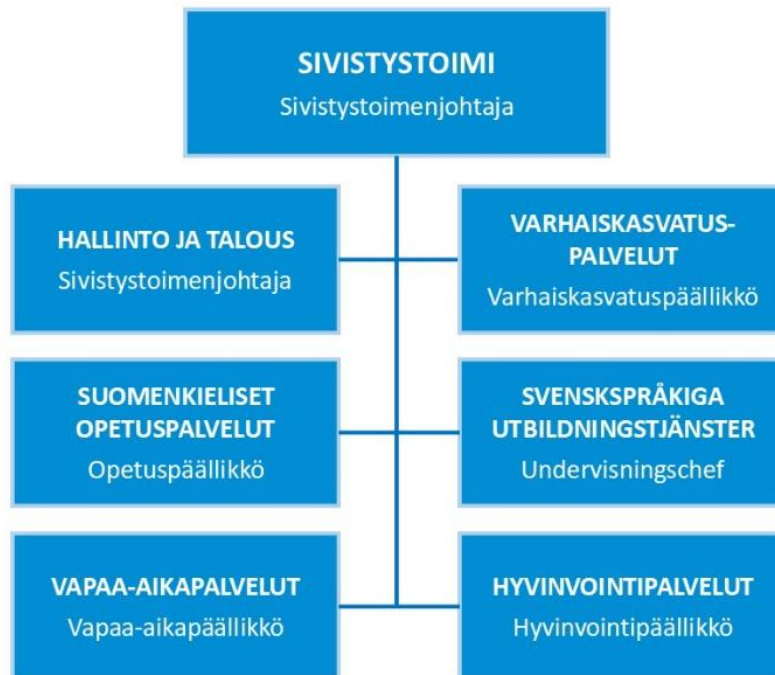 SIVISTYSTOIMI
Sivistystoimenjohtaja
HALLINTO JA TALOUS
Sivistystoimenjohtaja
VARHAISKASVATUS-
PALVELUT
Varhaiskasvatuspäällikkö
SUOMENKIELISET
OPETUSPALVELUT
Opetuspäällikkö
SVENSKSPRÅKIGA
UTBILDNINGSTJÄNSTER
Undervisningschef
VAPAA-AIKAPALVELUT
Vapaa-aikapäällikkö
HYVINVOINTIPALVELUT
Hyvinvointipäällikkö